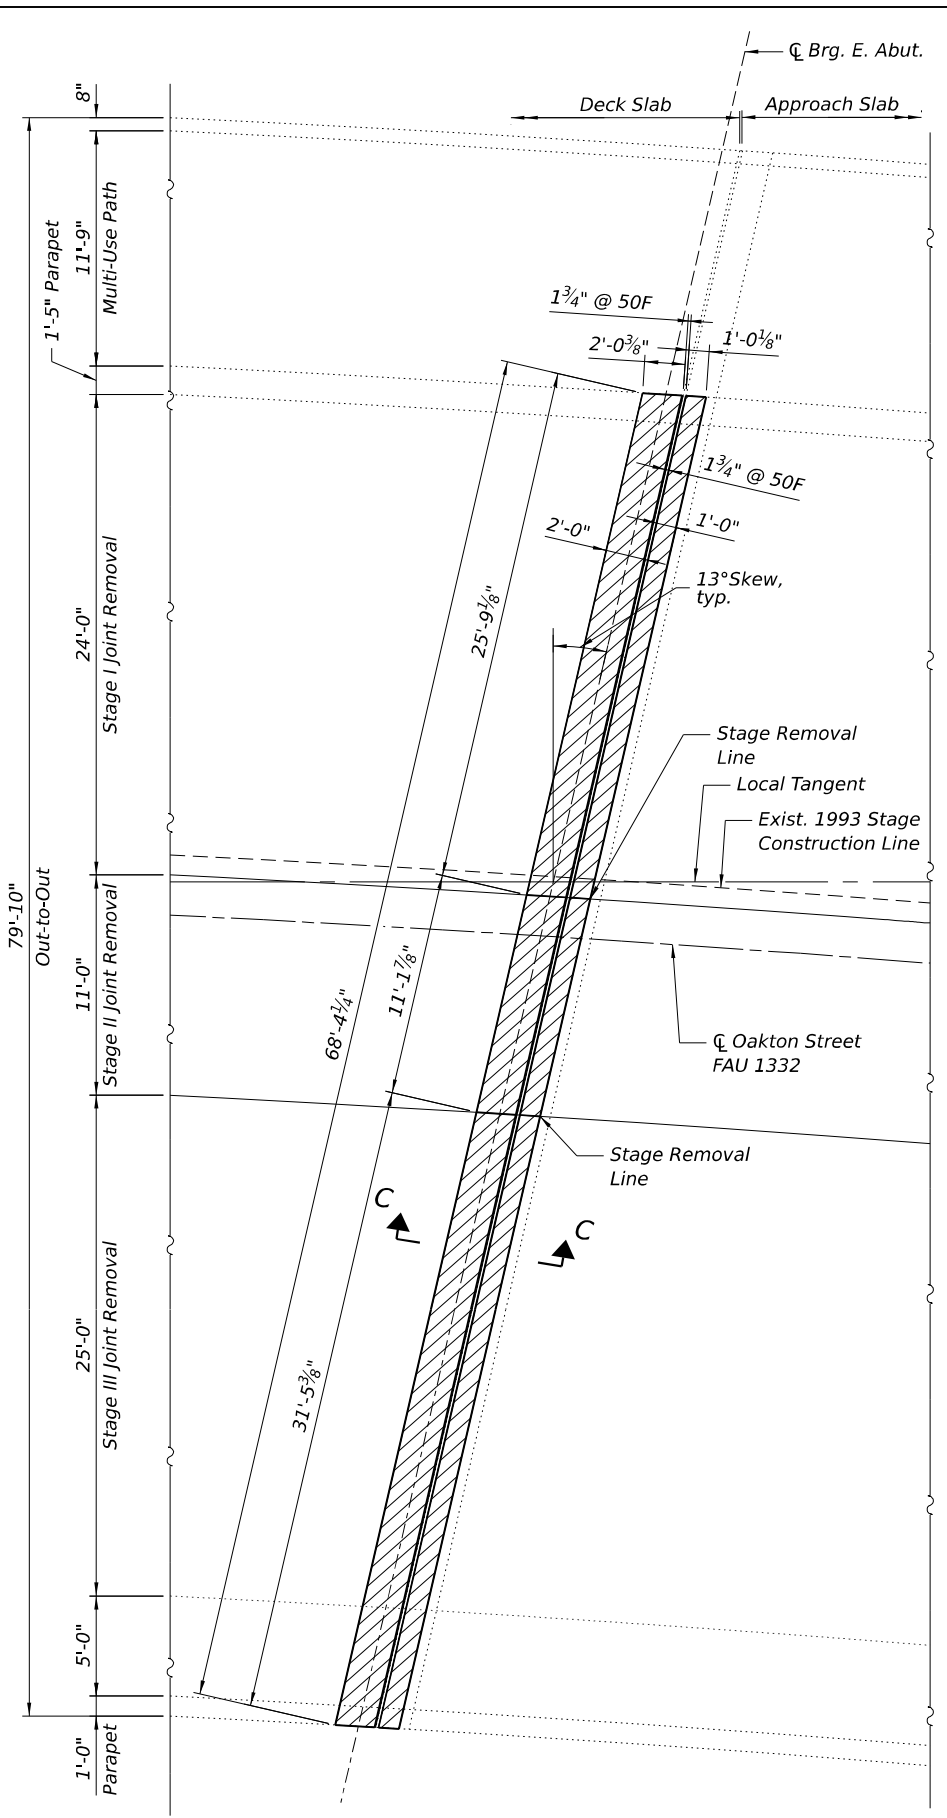 ℄ Brg. E. Abut.
Deck Slab
Approach Slab
8"
11'-9"
Multi-Use Path
1'-5" Parapet
1¾" @ 50F
2'-0⅜"
1'-0⅛"
1¾" @ 50F
2'-0"
1'-0"
13°Skew,
typ.
25'-9⅛"
24'-0"
Stage I Joint Removal
Stage Removal
Line
Local Tangent
Exist. 1993 Stage
Construction Line
79'-10"
Out-to-Out
11'-0"
Stage II Joint Removal
11'-1⅞"
68'-4¼"
℄ Oakton Street
FAU 1332
Stage Removal
Line
C
C
25'-0"
Stage III Joint Removal
31'-5⅜"
5'-0"
1'-0"
Parapet